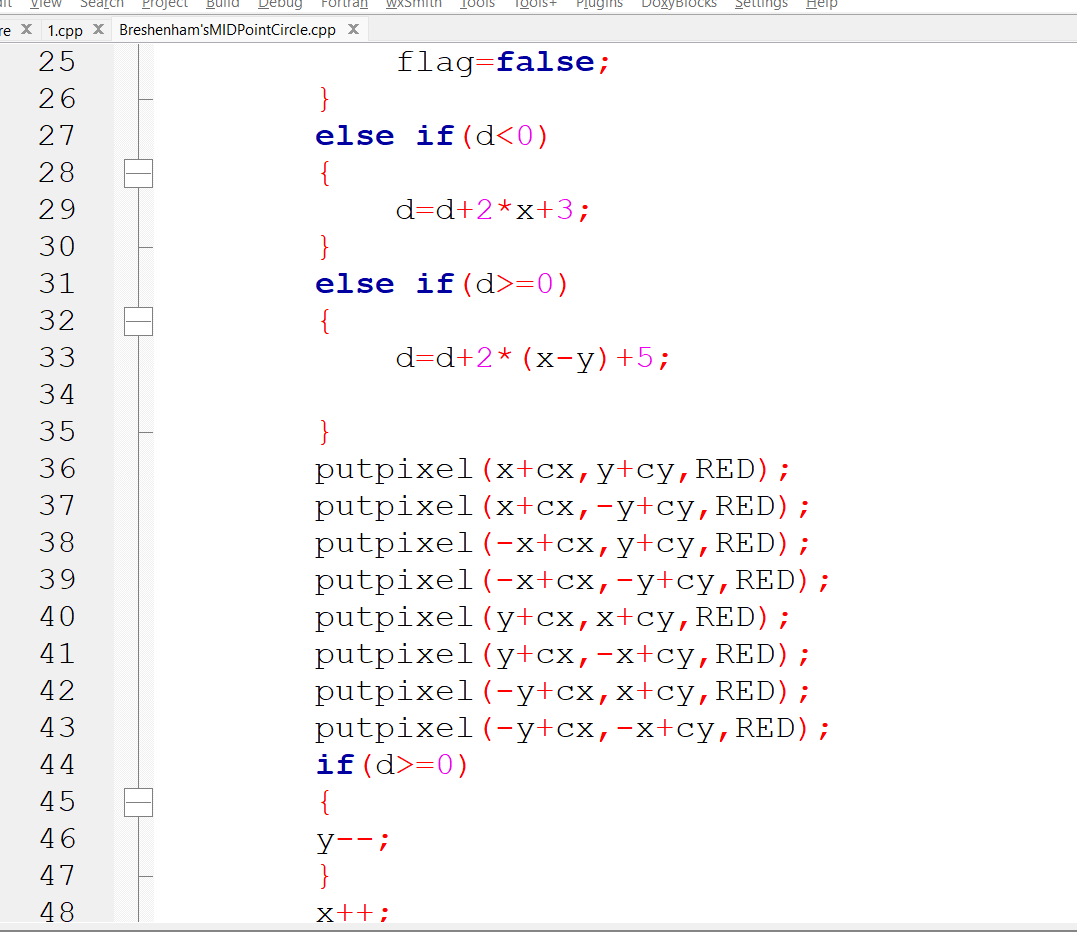 View Search Project Build Debug Fortran wxSmith Tools Tools+ Plugins DoxyBlocks Settings Help
1.cpp X Breshenham'sMIDPointCircle.cpp X
25 flag=false;
26 }
27 else if(d<0)
28 {
29 d=d+2*x+3;
30 }
31 else if(d>=0)
32 {
33 d=d+2*(x-y)+5;
34
35 }
36 putpixel(x+cx,y+cy,RED);
37 putpixel(x+cx,-y+cy,RED);
38 putpixel(-x+cx,y+cy,RED);
39 putpixel(-x+cx,-y+cy,RED);
40 putpixel(y+cx,x+cy,RED);
41 putpixel(y+cx,-x+cy,RED);
42 putpixel(-y+cx,x+cy,RED);
43 putpixel(-y+cx,-x+cy,RED);
44 if(d>=0)
45 {
46 y--;
47 }
48 x++;